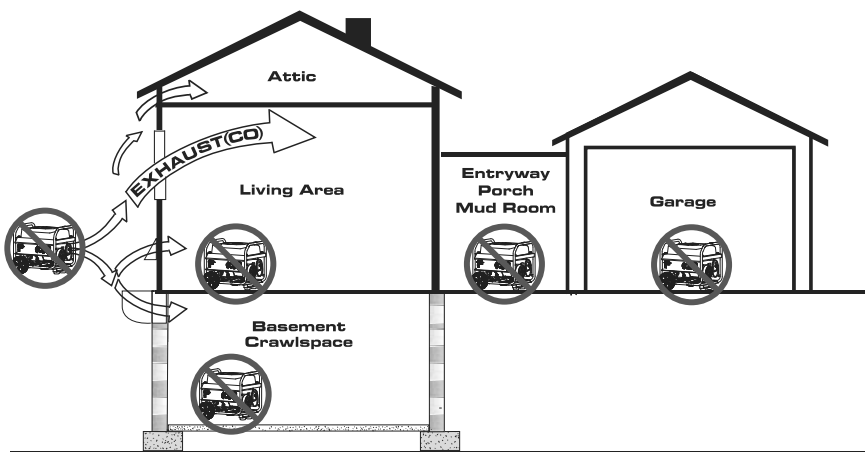 Attic
EXHAUST(CO)
Living Area
Entryway
Porch
Mud Room
Garage
Basement
Crawlspace